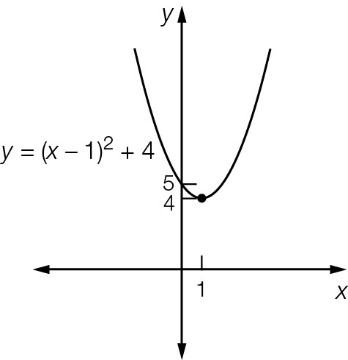 y
y = (x – 1)² + 4
5
4
1
x